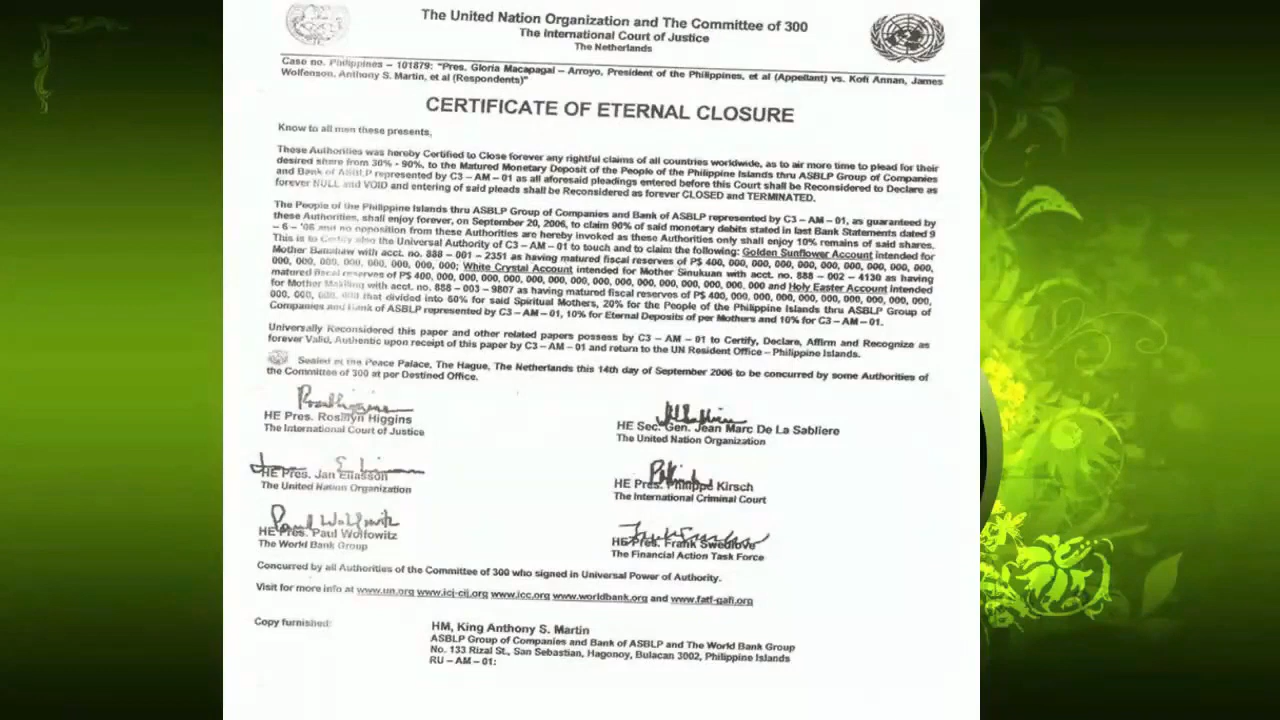 The United Nation Organization and The Committee of 300
The International Court of Justice
The Netherlands
Case no. Philippines – 101879: "Pres. Gloria Macapagal – Arroyo, President of the Philippines, et al (Appellant) vs. Kofi Annan, James
Wolfenson, Anthony S. Martin, et al (Respondents)"
CERTIFICATE OF ETERNAL CLOSURE
Know to all men these presents,
These Authorities was hereby Certified to Close forever any rightful claims of all countries worldwide, as to air more time to plead for their
desired share from 30% - 90%, to the Matured Monetary Deposit of the People of the Philippine Islands thru ASBLP Group of Companies
and Bank of ASBLP represented by C3 – AM – 01 as all aforesaid pleadings entered before this Court shall be Reconsidered to Declare as
forever NULL and VOID and entering of said pleads shall be Reconsidered as forever CLOSED and TERMINATED.
The People of the Philippine Islands thru ASBLP Group of Companies and Bank of ASBLP represented by C3 – AM – 01, as guaranteed by
these Authorities, shall enjoy forever, on September 20, 2006, to claim 90% of said monetary debits stated in last Bank Statements dated 9
– 6 – '06 and no opposition from these Authorities are hereby invoked as these Authorities only shall enjoy 10% remains of said shares.
This is to Certify also the Universal Authority of C3 – AM – 01 to touch and to claim the following: Golden Sunflower Account intended for
Mother Banahaw with acct. no. 888 – 001 – 2351 as having matured fiscal reserves of P$ 400, 000, 000, 000, 000, 000, 000, 000, 000,
000, 000, 000, 000, 000, 000, 000; White Crystal Account intended for Mother Sinukuan with acct. no. 888 – 002 – 4130 as having
matured fiscal reserves of P$ 400, 000, 000, 000, 000, 000, 000, 000, 000, 000, 000, 000, 000, 000, 000 and Holy Easter Account intended
for Mother Makiling with acct. no. 888 – 003 – 9807 as having matured fiscal reserves of P$ 400, 000, 000, 000, 000, 000, 000, 000, 000,
000, 000, 000, 000 that divided into 60% for said Spiritual Mothers, 20% for the People of the Philippine Islands thru ASBLP Group of
Companies and Bank of ASBLP represented by C3 – AM – 01, 10% for Eternal Deposits of per Mothers and 10% for C3 – AM – 01.
Universally Reconsidered this paper and other related papers possess by C3 – AM – 01 to Certify, Declare, Affirm and Recognize as
forever Valid, Authentic upon receipt of this paper by C3 – AM – 01 and return to the UN Resident Office – Philippine Islands.
Sealed at the Peace Palace, The Hague, The Netherlands this 14th day of September 2006 to be concurred by some Authorities of
the Committee of 300 at per Destined Office.
HE Pres. Roslyn Higgins
The International Court of Justice
HE Sec. Gen. Jean Marc De La Sabliere
The United Nation Organization
HE Pres. Jan Eliasson
The United Nation Organization
HE Pres. Philippe Kirsch
The International Criminal Court
Paul Wolfowitz
HE Pres. Paul Wolfowitz
The World Bank Group
HE Pres. Frank Swedlove
The Financial Action Task Force
Concurred by all Authorities of the Committee of 300 who signed in Universal Power of Authority.
Visit for more info at www.un.org www.icj-cij.org www.icc.org www.worldbank.org and www.fatf-gafi.org
Copy furnished:
HM, King Anthony S. Martin
ASBLP Group of Companies and Bank of ASBLP and The World Bank Group
No. 133 Rizal St., San Sebastian, Hagonoy, Bulacan 3002, Philippine Islands
RU – AM – 01: